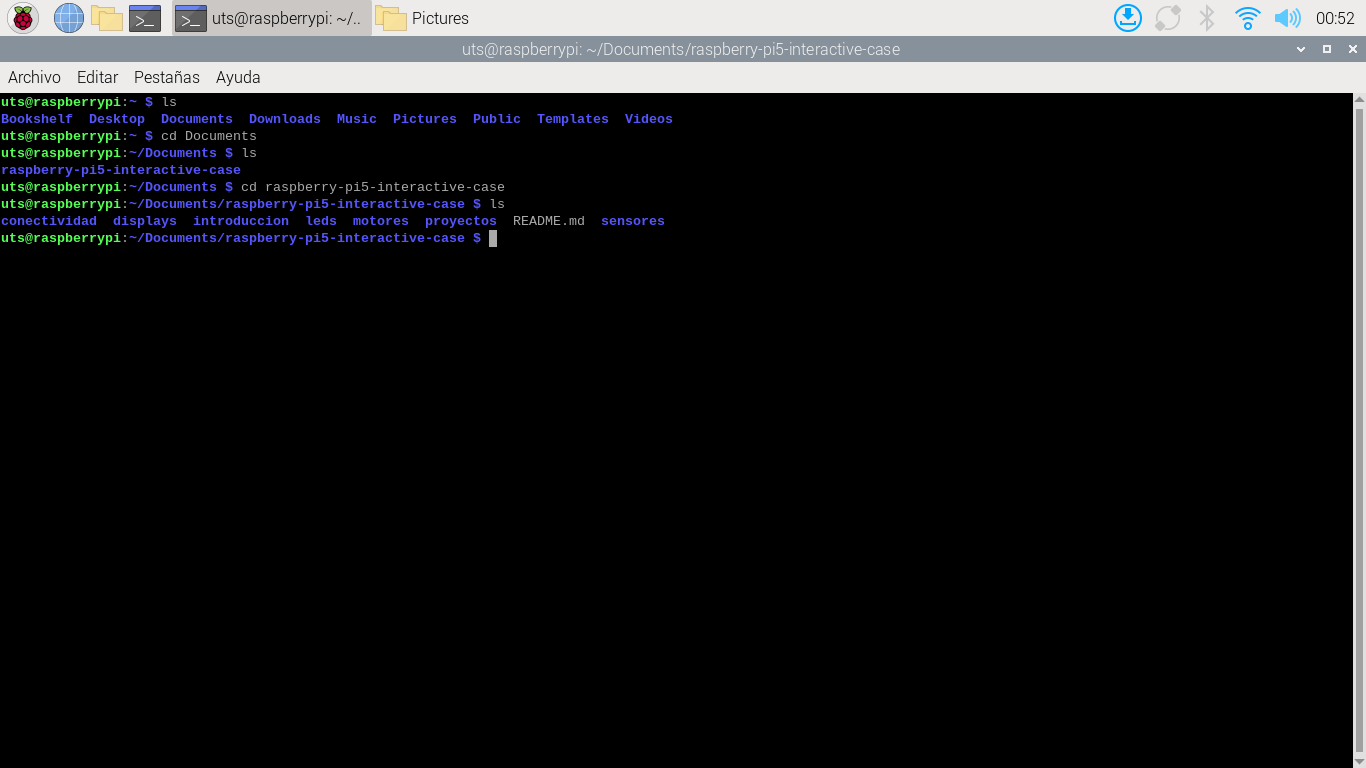 uts@raspberrypi: ~/.. Pictures 00:52
uts@raspberrypi: ~/Documents/raspberry-pi5-interactive-case
Archivo Editar Pestañas Ayuda
uts@raspberrypi:~ $ ls
Bookshelf Desktop Documents Downloads Music Pictures Public Templates Videos
uts@raspberrypi:~ $ cd Documents
uts@raspberrypi:~/Documents $ ls
raspberry-pi5-interactive-case
uts@raspberrypi:~/Documents $ cd raspberry-pi5-interactive-case
uts@raspberrypi:~/Documents/raspberry-pi5-interactive-case $ ls
conectividad displays introduccion leds motores proyectos README.md sensores
uts@raspberrypi:~/Documents/raspberry-pi5-interactive-case $